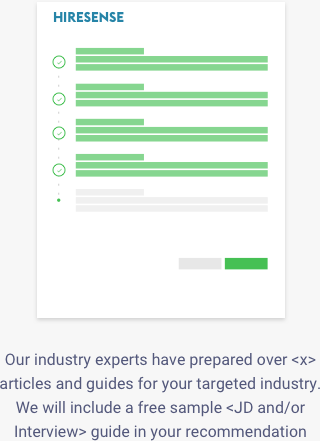 HIRESENSE
Our industry experts have prepared over <x>
articles and guides for your targeted industry.
We will include a free sample <JD and/or
Interview> guide in your recommendation